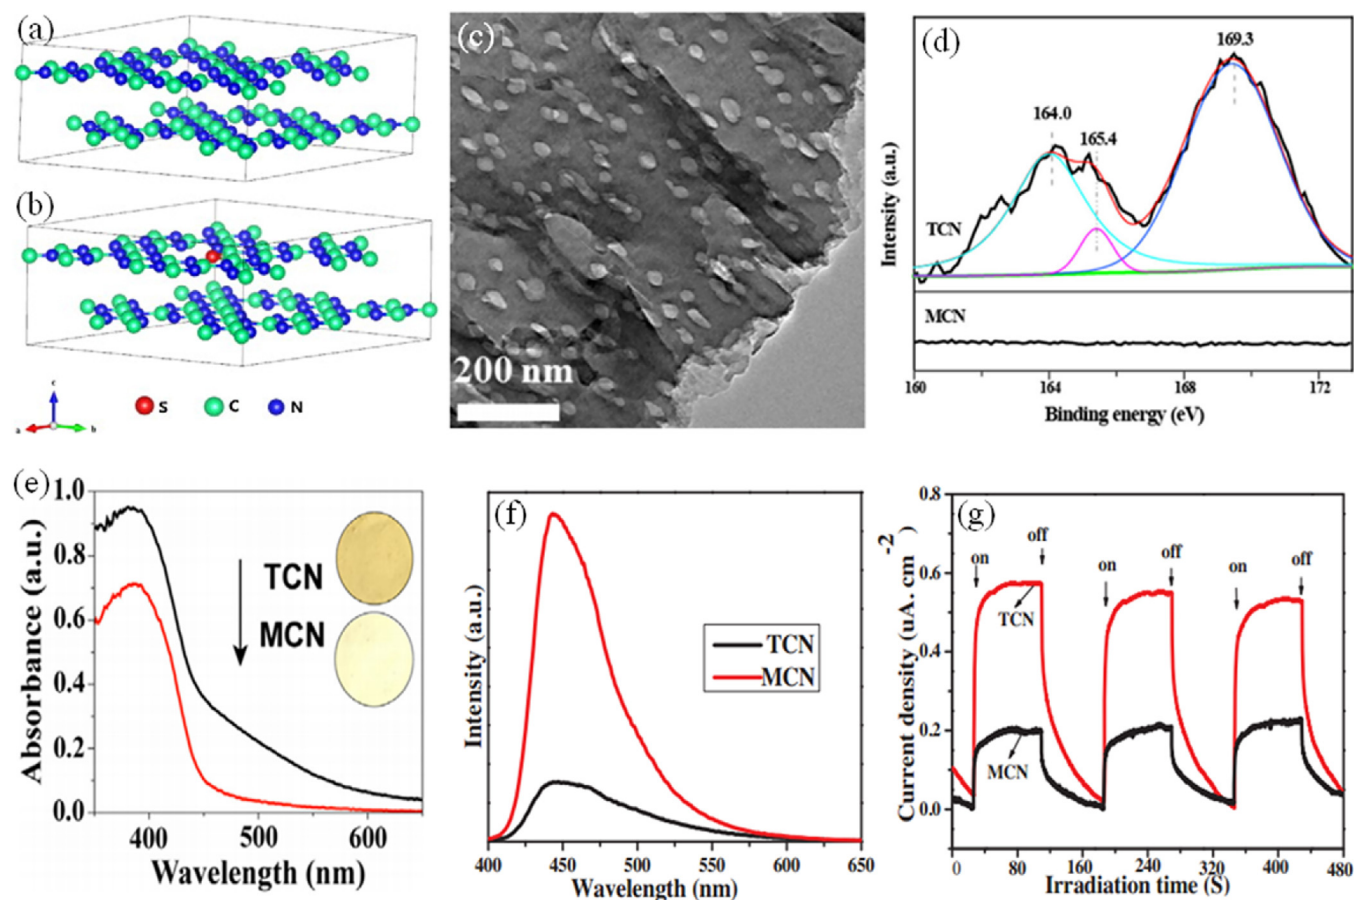 (a)
(b)
S C N
c
a b
(c)
200 nm
(d)
169.3
164.0
165.4
TCN
MCN
Intensity (a.u.)
160 164 168 172
Binding energy (eV)
(e)
1.0
0.8
0.6
0.4
0.2
0.0
Absorbance (a.u.)
TCN
MCN
400 500 600
Wavelength (nm)
(f)
Intensity (a.u.)
TCN
MCN
400 450 500 550 600 650
Wavelength (nm)
(g)
Current density (uA. cm-2
0.8
0.6
0.4
0.2
0.0
on off on off on off
TCN
MCN
0 80 160 240 320 400 480
Irradiation time (S)